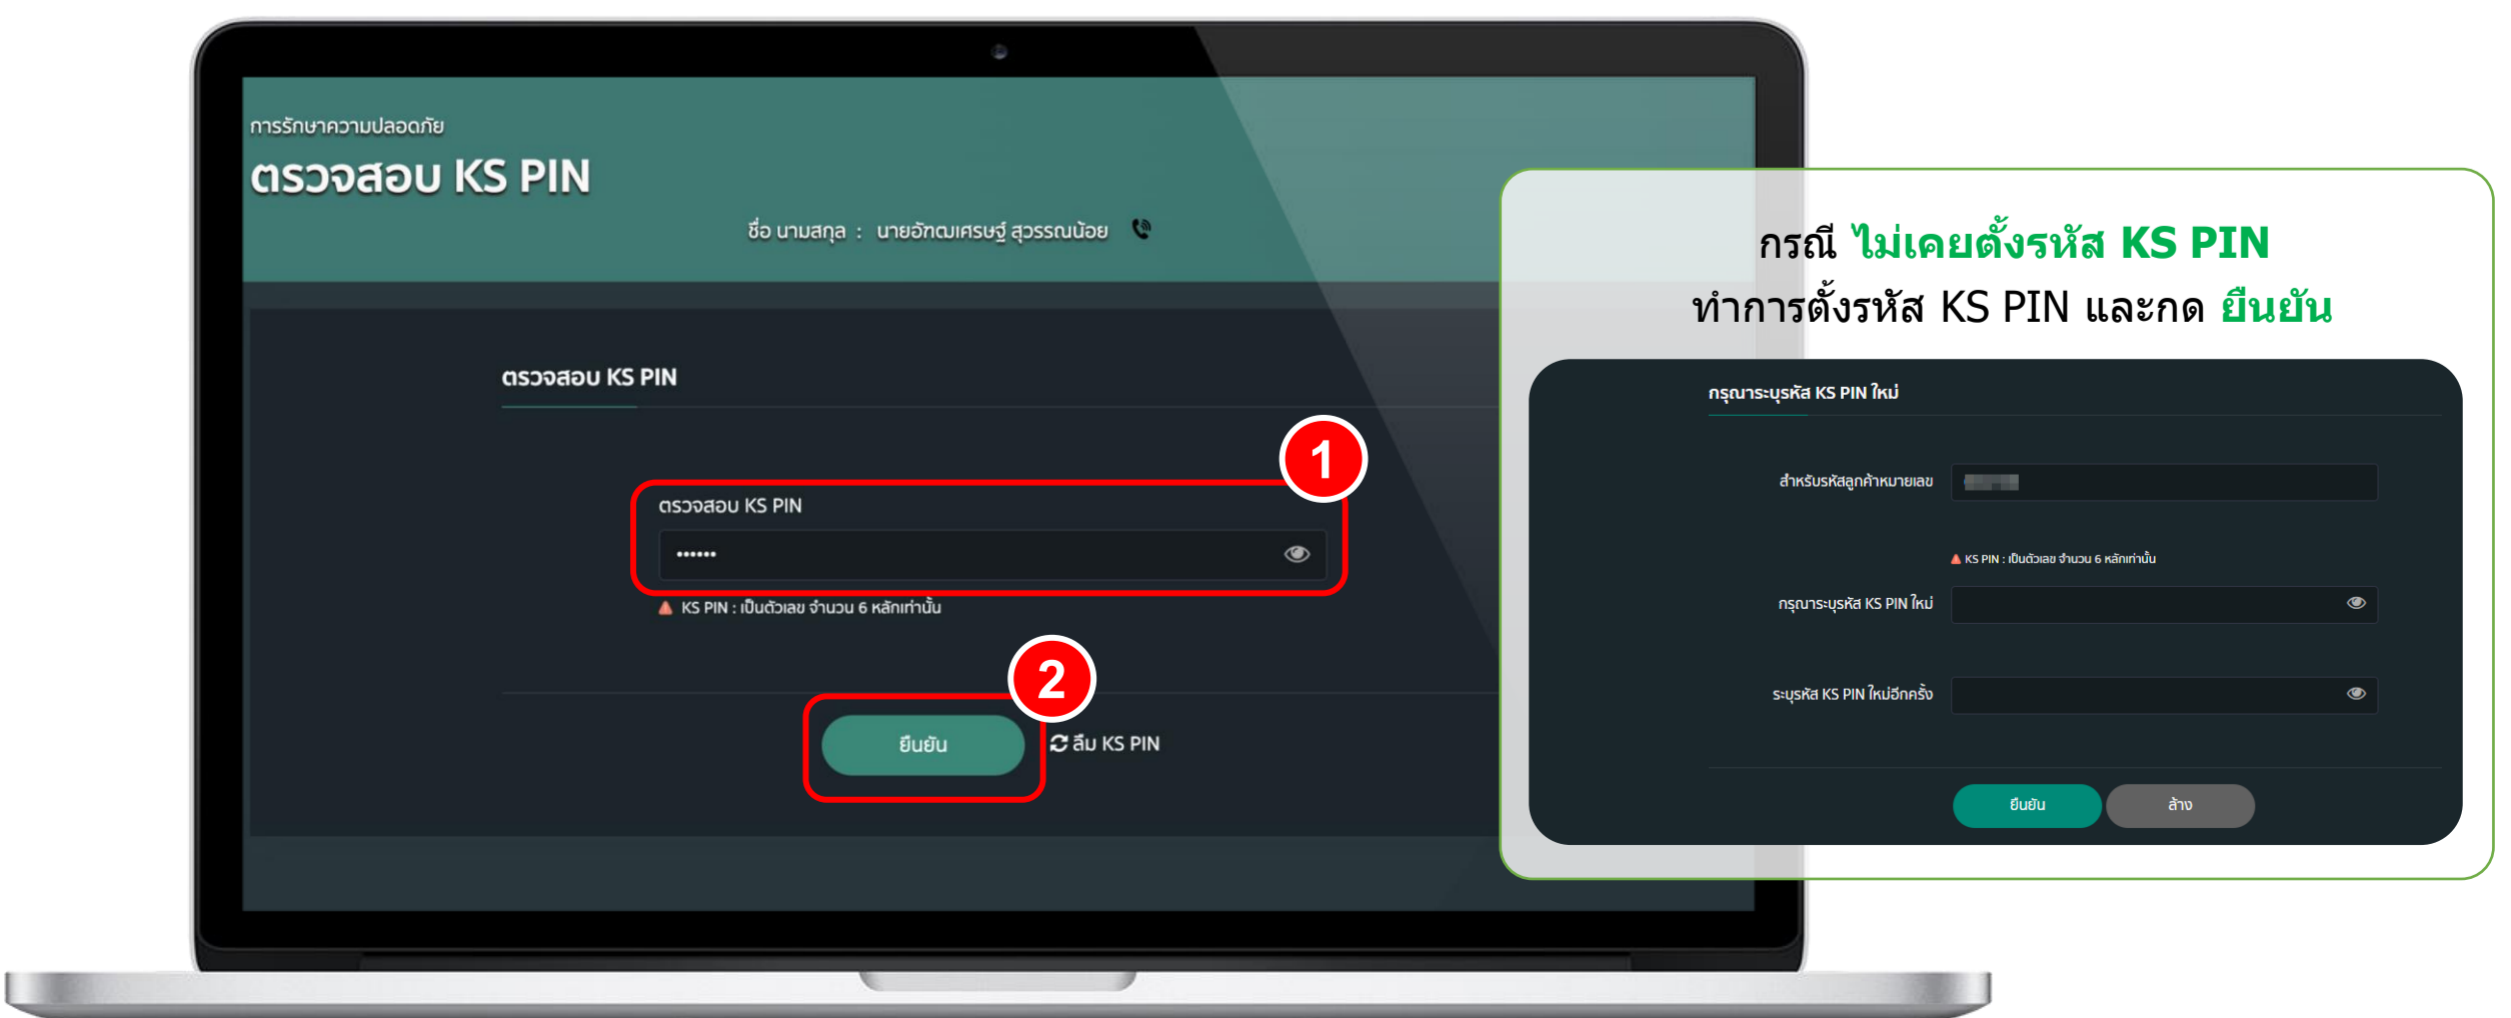 การรักษาความปลอดภัย
ตรวจสอบ KS PIN
ชื่อ นามสกุล : นายอัฑฒเศรษฐ์ สุวรรณน้อย
ตรวจสอบ KS PIN
1
ตรวจสอบ KS PIN
••••••
KS PIN : เป็นตัวเลข จำนวน 6 หลักเท่านั้น
2
ยืนยัน
ลืม KS PIN
กรณี ไม่เคยตั้งรหัส KS PIN
ทำการตั้งรหัส KS PIN และกด ยืนยัน
กรุณาระบุรหัส KS PIN ใหม่
สำหรับรหัสลูกค้าหมายเลข
KS PIN : เป็นตัวเลข จำนวน 6 หลักเท่านั้น
กรุณาระบุรหัส KS PIN ใหม่
ระบุรหัส KS PIN ใหม่อีกครั้ง
ยืนยัน
ล้าง